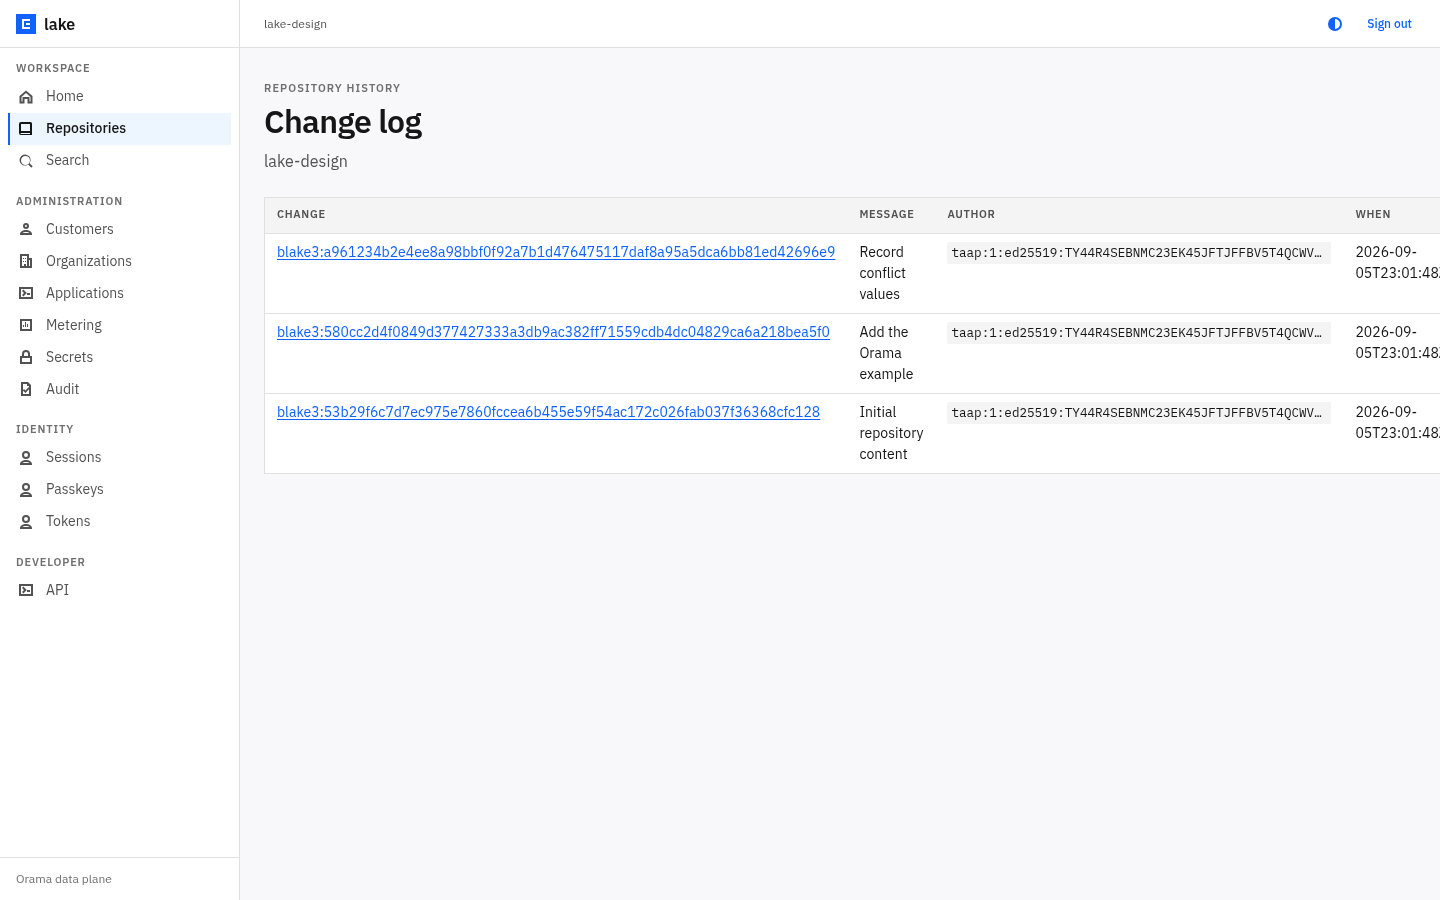 lake
lake-design
Sign out
WORKSPACE
Home
Repositories
Search
ADMINISTRATION
Customers
Organizations
Applications
Metering
Secrets
Audit
IDENTITY
Sessions
Passkeys
Tokens
DEVELOPER
API
Orama data plane
REPOSITORY HISTORY
Change log
lake-design
CHANGE MESSAGE AUTHOR WHEN
blake3:a961234b2e4ee8a98bbf0f92a7b1d476475117daf8a95a5dca6bb81ed42696e9
Record
conflict
values
taap:1:ed25519:TY44R4SEBNMC23EK45JFTJFFBV5T4QCWV…
2026-09-
05T23:01:48
blake3:580cc2d4f0849d377427333a3db9ac382ff71559cdb4dc04829ca6a218bea5f0
Add the
Orama
example
taap:1:ed25519:TY44R4SEBNMC23EK45JFTJFFBV5T4QCWV…
2026-09-
05T23:01:48
blake3:53b29f6c7d7ec975e7860fccea6b455e59f54ac172c026fab037f36368cfc128
Initial
repository
content
taap:1:ed25519:TY44R4SEBNMC23EK45JFTJFFBV5T4QCWV…
2026-09-
05T23:01:48